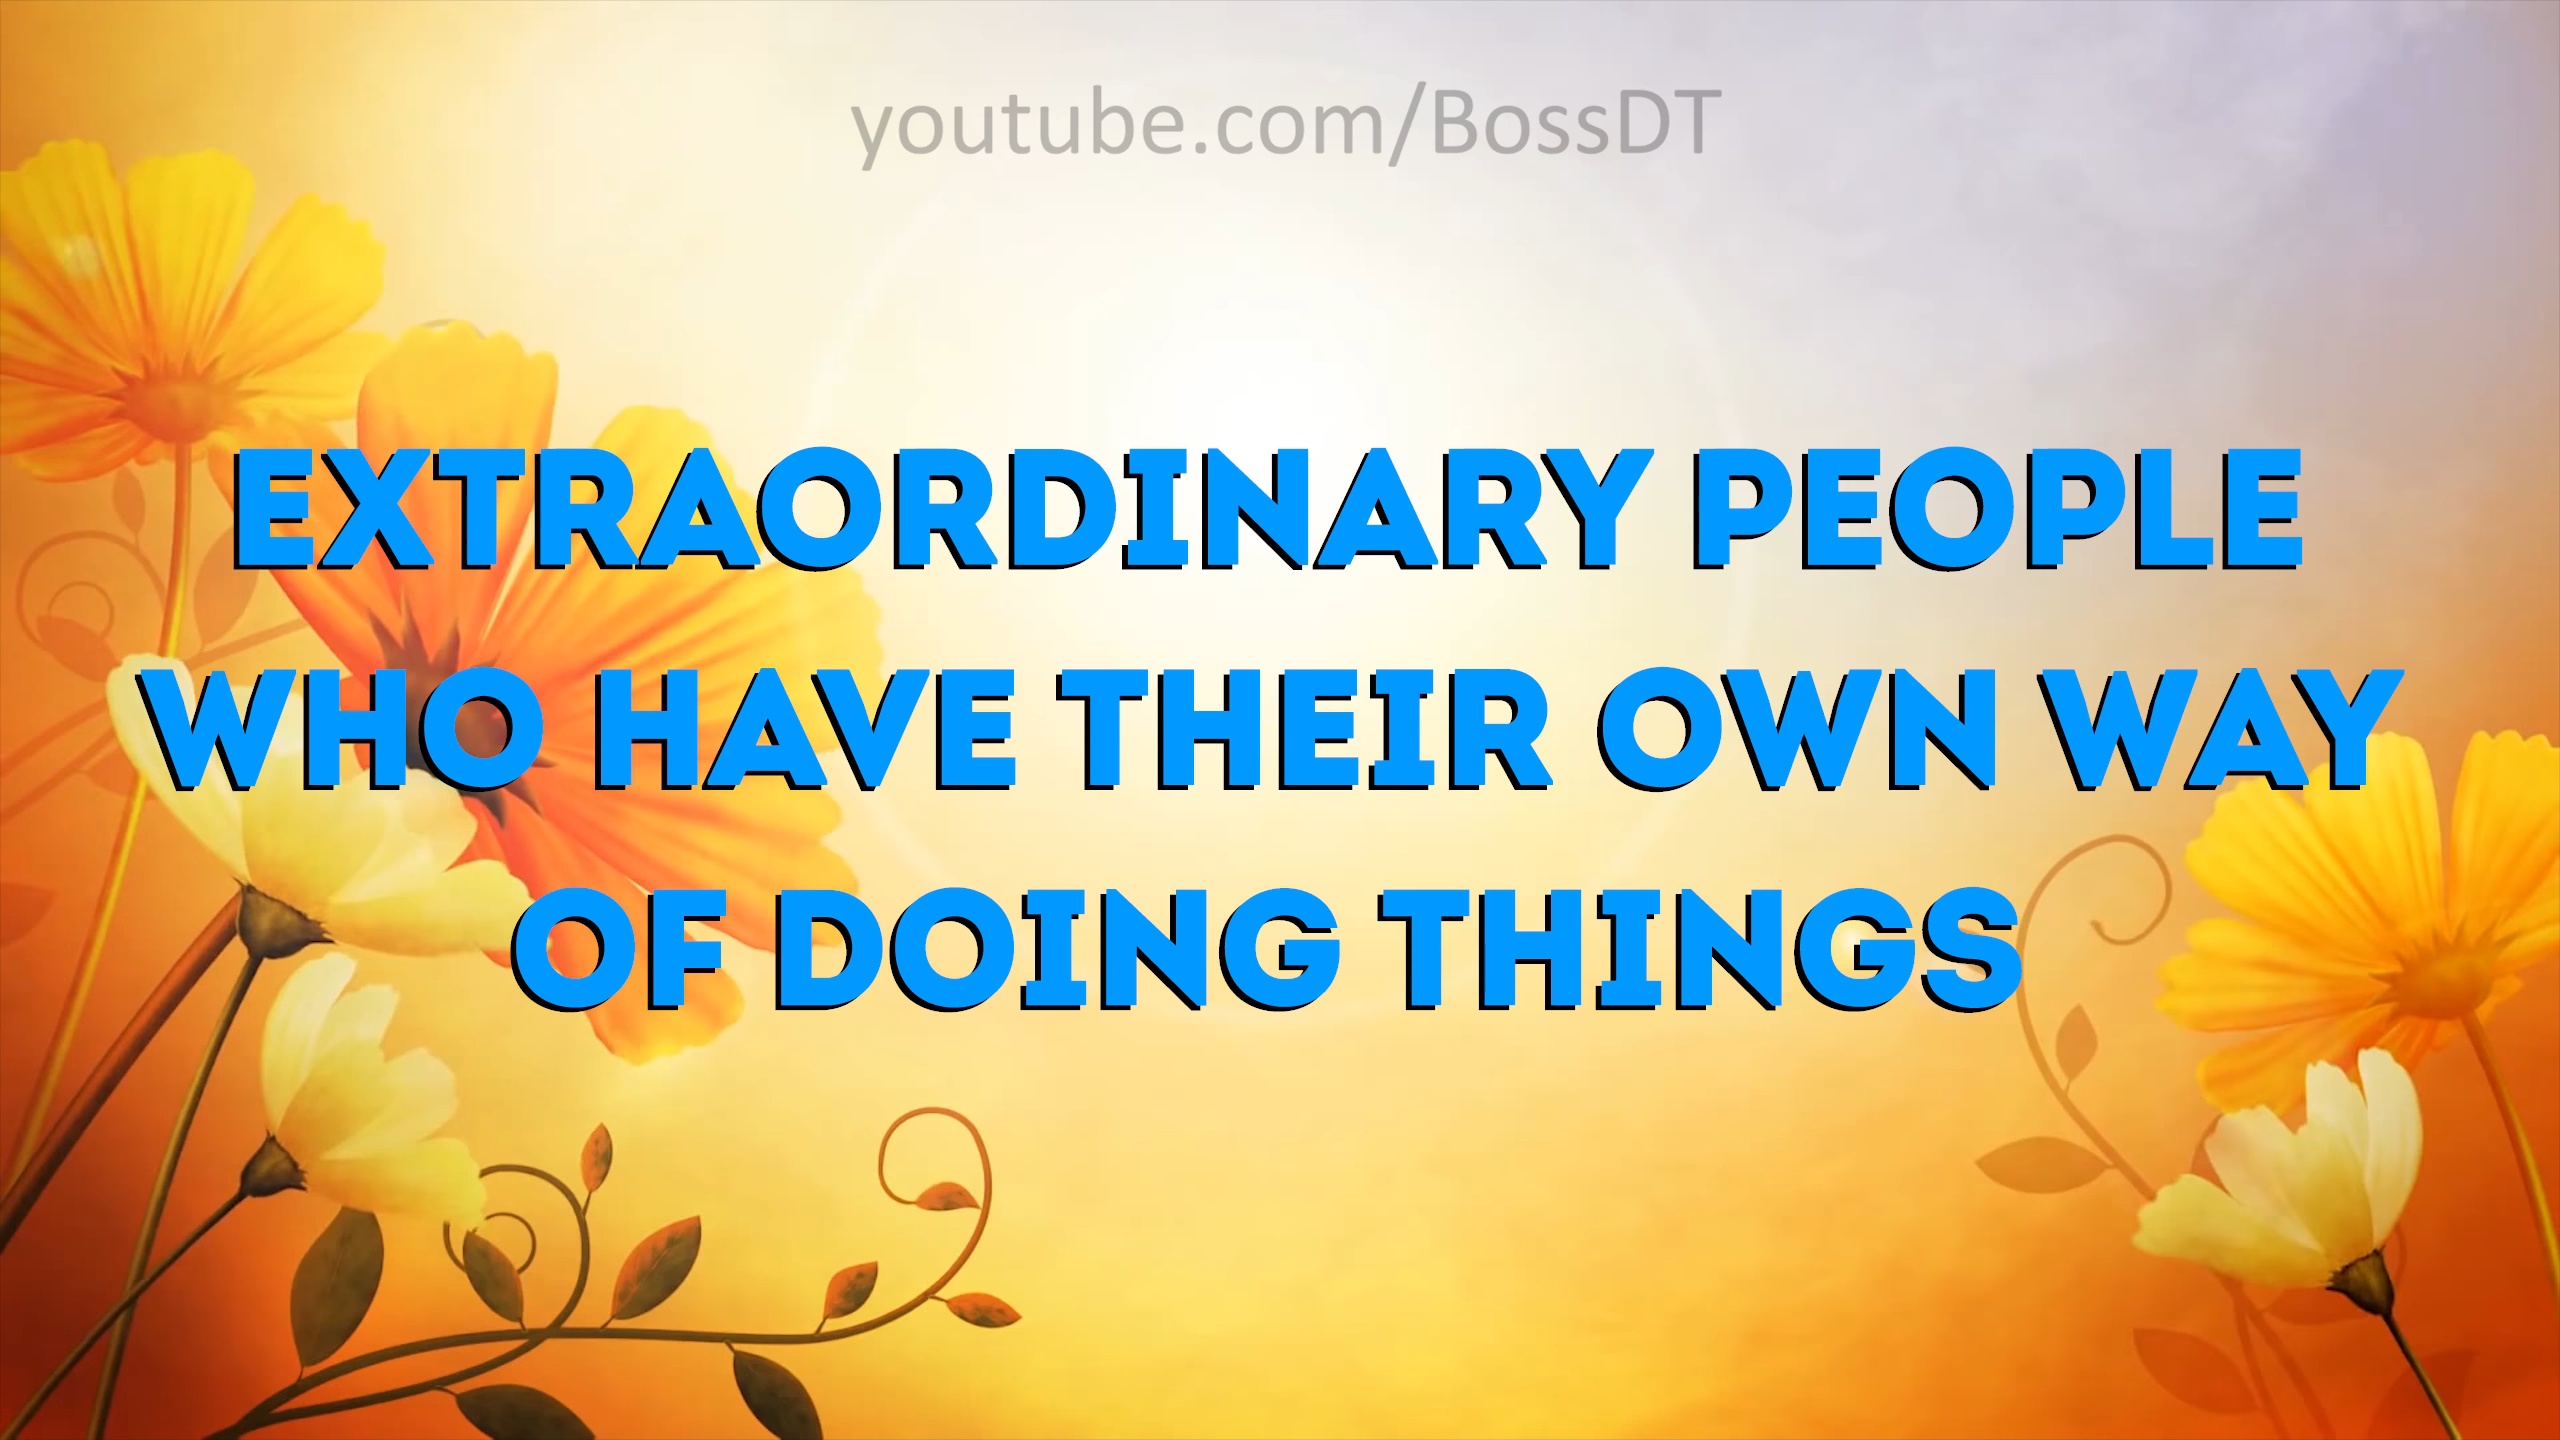 youtube.com/BossDT
EXTRAORDINARY PEOPLE
WHO HAVE THEIR OWN WAY
OF DOING THINGS